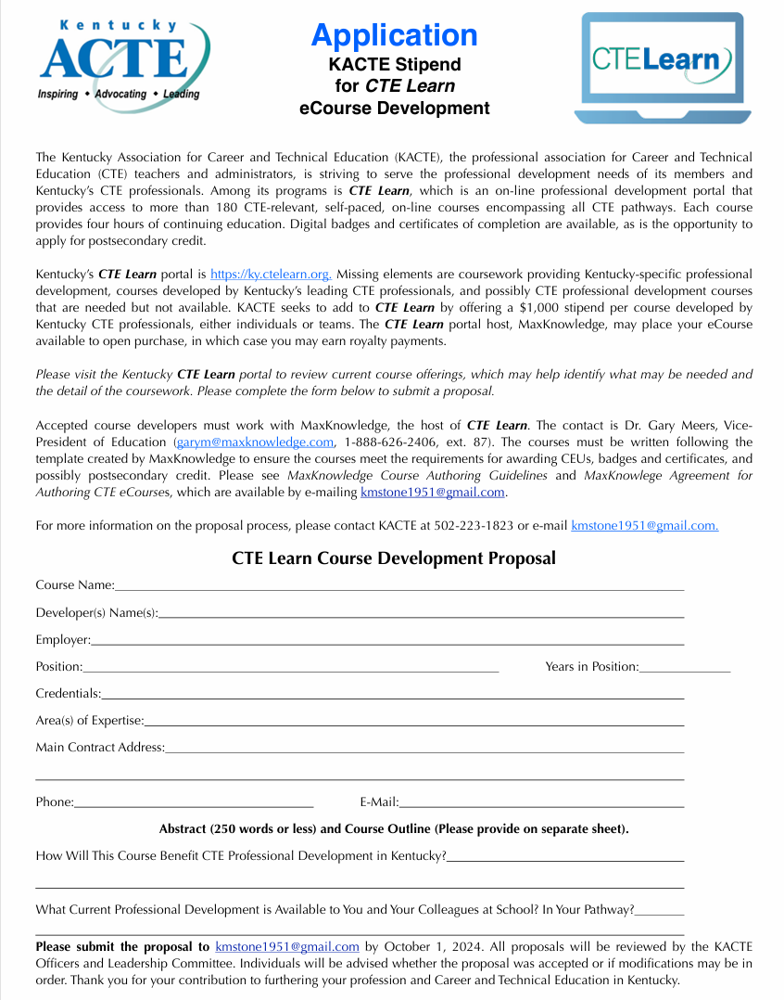 Kentucky
ACTE
Inspiring ♦ Advocating ♦ Leading
Application
KACTE Stipend
for CTE Learn
eCourse Development
CTELearn
The Kentucky Association for Career and Technical Education (KACTE), the professional association for Career and Technical
Education (CTE) teachers and administrators, is striving to serve the professional development needs of its members and
Kentucky's CTE professionals. Among its programs is CTE Learn, which is an on-line professional development portal that
provides access to more than 180 CTE-relevant, self-paced, on-line courses encompassing all CTE pathways. Each course
provides four hours of continuing education. Digital badges and certificates of completion are available, as is the opportunity to
apply for postsecondary credit.
Kentucky's CTE Learn portal is https://ky.ctelearn.org. Missing elements are coursework providing Kentucky-specific professional
development, courses developed by Kentucky's leading CTE professionals, and possibly CTE professional development courses
that are needed but not available. KACTE seeks to add to CTE Learn by offering a $1,000 stipend per course developed by
Kentucky CTE professionals, either individuals or teams. The CTE Learn portal host, MaxKnowledge, may place your eCourse
available to open purchase, in which case you may earn royalty payments.
Please visit the Kentucky CTE Learn portal to review current course offerings, which may help identify what may be needed and
the detail of the coursework. Please complete the form below to submit a proposal.
Accepted course developers must work with MaxKnowledge, the host of CTE Learn. The contact is Dr. Gary Meers, Vice-
President of Education (garym@maxknowledge.com, 1-888-626-2406, ext. 87). The courses must be written following the
template created by MaxKnowledge to ensure the courses meet the requirements for awarding CEUs, badges and certificates, and
possibly postsecondary credit. Please see MaxKnowledge Course Authoring Guidelines and MaxKnowlege Agreement for
Authoring CTE eCourses, which are available by e-mailing kmstone1951@gmail.com.
For more information on the proposal process, please contact KACTE at 502-223-1823 or e-mail kmstone1951@gmail.com.
CTE Learn Course Development Proposal
Course Name:
Developer(s) Name(s):
Employer:
Position: Years in Position:
Credentials:
Area(s) of Expertise:
Main Contract Address:
Phone: E-Mail:
Abstract (250 words or less) and Course Outline (Please provide on separate sheet).
How Will This Course Benefit CTE Professional Development in Kentucky?
What Current Professional Development is Available to You and Your Colleagues at School? In Your Pathway?
Please submit the proposal to kmstone1951@gmail.com by October 1, 2024. All proposals will be reviewed by the KACTE
Officers and Leadership Committee. Individuals will be advised whether the proposal was accepted or if modifications may be in
order. Thank you for your contribution to furthering your profession and Career and Technical Education in Kentucky.